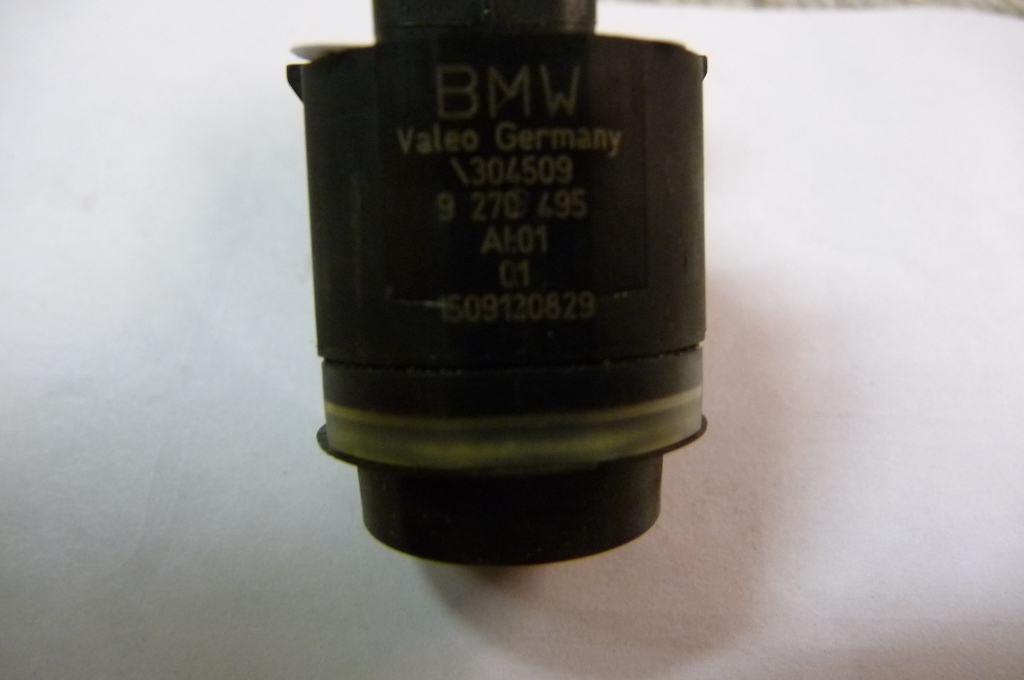 BMW
Valeo Germany
\304509
9 270 495
AI:01
01
1509120829